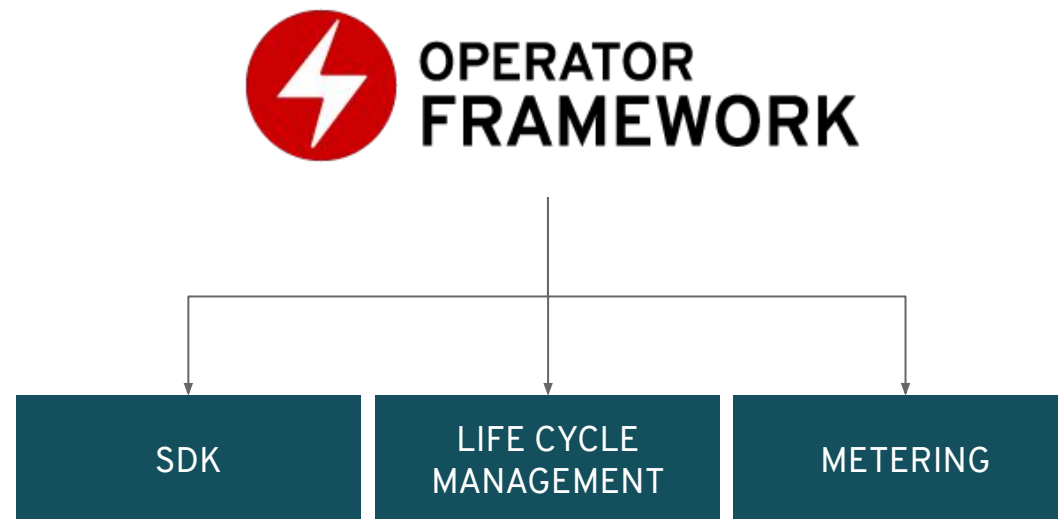 OPERATOR
FRAMEWORK
SDK
LIFE CYCLE
MANAGEMENT
METERING